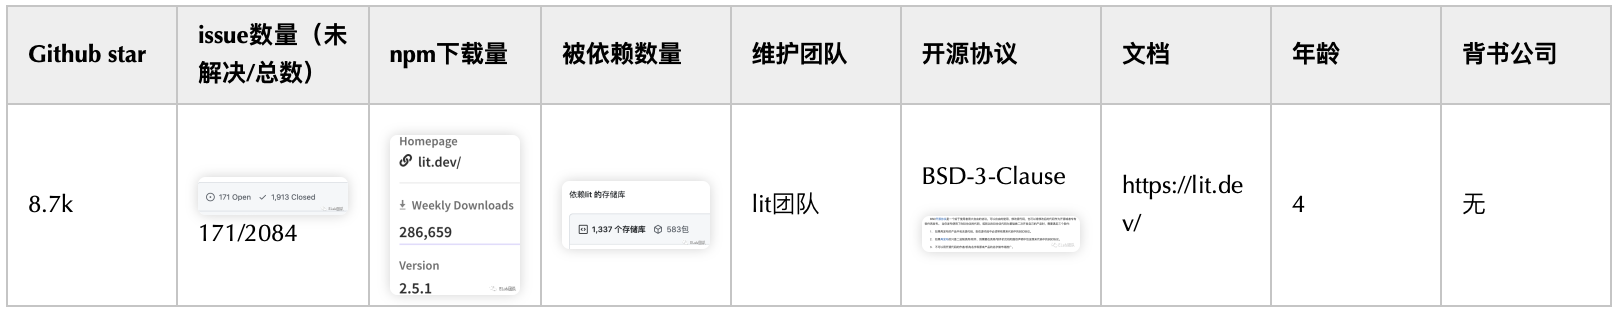 Github star
issue数量（未
解决/总数）
npm下载量
被依赖数量
维护团队
开源协议
文档
年龄
背书公司
8.7k
171 Open
1,913 Closed
171/2084
Homepage
lit.dev/
Weekly Downloads
286,659
Version
2.5.1
依赖lit 的存储库
1,337 个存储库
583包
lit团队
BSD-3-Clause
https://lit.de
v/
4
无